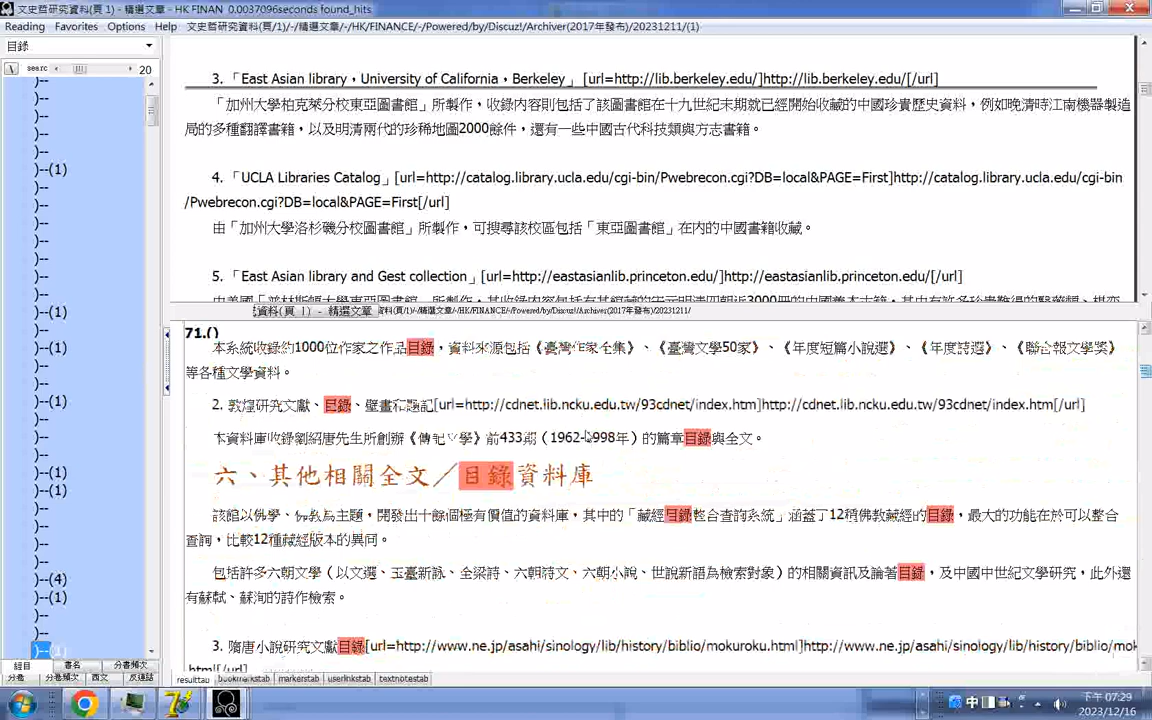 文史哲研究資料(頁 1) - 精選文章 - HK FINAN 0.0037096seconds found_hits
Reading Favorites Options Help 文史哲研究資料(頁/1)/-/精選文章/-/HK/FINANCE/-/Powered/by/Discuz!/Archiver(2017年發布)/20231211/(1)
目錄
searc 20
)--
)--
)--
)--
)--(1)
)--
)--
)--
)--
)--
)--
)--
)--(1)
)--
)--
)--
)--
)--(1)
)--
)--
)--
)--(1)
)--(1)
)--
)--
)--
)--
)--(4)
)--(1)
)--
)--
)--(1)
經目 書名 分書頻次
分卷 分卷頻次 西文 反連結
3. 「East Asian library，University of California，Berkeley」 [url=http://lib.berkeley.edu/]http://lib.berkeley.edu/[/url]
「加州大學柏克萊分校東亞圖書館」所製作，收錄內容則包括了該圖書館在十九世紀末期就已經開始收藏的中國珍貴歷史資料，例如晚清時江南機器製造
局的多種翻譯書籍，以及明清兩代的珍稀地圖2000餘件，還有一些中國古代科技類與方志書籍。
4. 「UCLA Libraries Catalog」[url=http://catalog.library.ucla.edu/cgi-bin/Pwebrecon.cgi?DB=local&PAGE=First]http://catalog.library.ucla.edu/cgi-bin
/Pwebrecon.cgi?DB=local&PAGE=First[/url]
由「加州大學洛杉磯分校圖書館」所製作，可搜尋該校區包括「東亞圖書館」在內的中國書籍收藏。
5. 「East Asian library and Gest collection」[url=http://eastasianlib.princeton.edu/]http://eastasianlib.princeton.edu/[/url]
資料(頁 1) - 精選文章 資料(頁/1)/-/精選文章/-/HK/FINANCE/-/Powered/by/Discuz!/Archiver(2017年發布)/20231211/
71.()
本系統收錄約1000位作家之作品目錄，資料來源包括《臺灣作家全集》、《臺灣文學50家》、《年度短篇小說選》、《年度詩選》、《聯合報文學獎》
等各種文學資料。
2. 敦煌研究文獻、目錄、壁畫和題記[url=http://cdnet.lib.ncku.edu.tw/93cdnet/index.htm]http://cdnet.lib.ncku.edu.tw/93cdnet/index.htm[/url]
本資料庫收錄劉紹唐先生所創辦《傳記文學》前433期（1962-1998年）的篇章目錄與全文。
六、其他相關全文／目錄資料庫
該館以佛學、佛教為主題，開發出十餘個極有價值的資料庫，其中的「藏經目錄整合查詢系統」涵蓋了12種佛教藏經的目錄，最大的功能在於可以整合
查詢，比較12種藏經版本的異同。
包括許多六朝文學（以文選、玉臺新詠、全梁詩、六朝詩文、六朝小說、世說新語為檢索對象）的相關資訊及論著目錄，及中國中世紀文學研究，此外還
有蘇軾、蘇洵的詩作檢索。
3. 隋唐小說研究文獻目錄[url=http://www.ne.jp/asahi/sinology/lib/history/biblio/mokuroku.html]http://www.ne.jp/asahi/sinology/lib/history/biblio/mok
html[/url]
resulttab bookmarkstab markerstab userlinkstab textnotestab
中
下午 07:29
2023/12/16